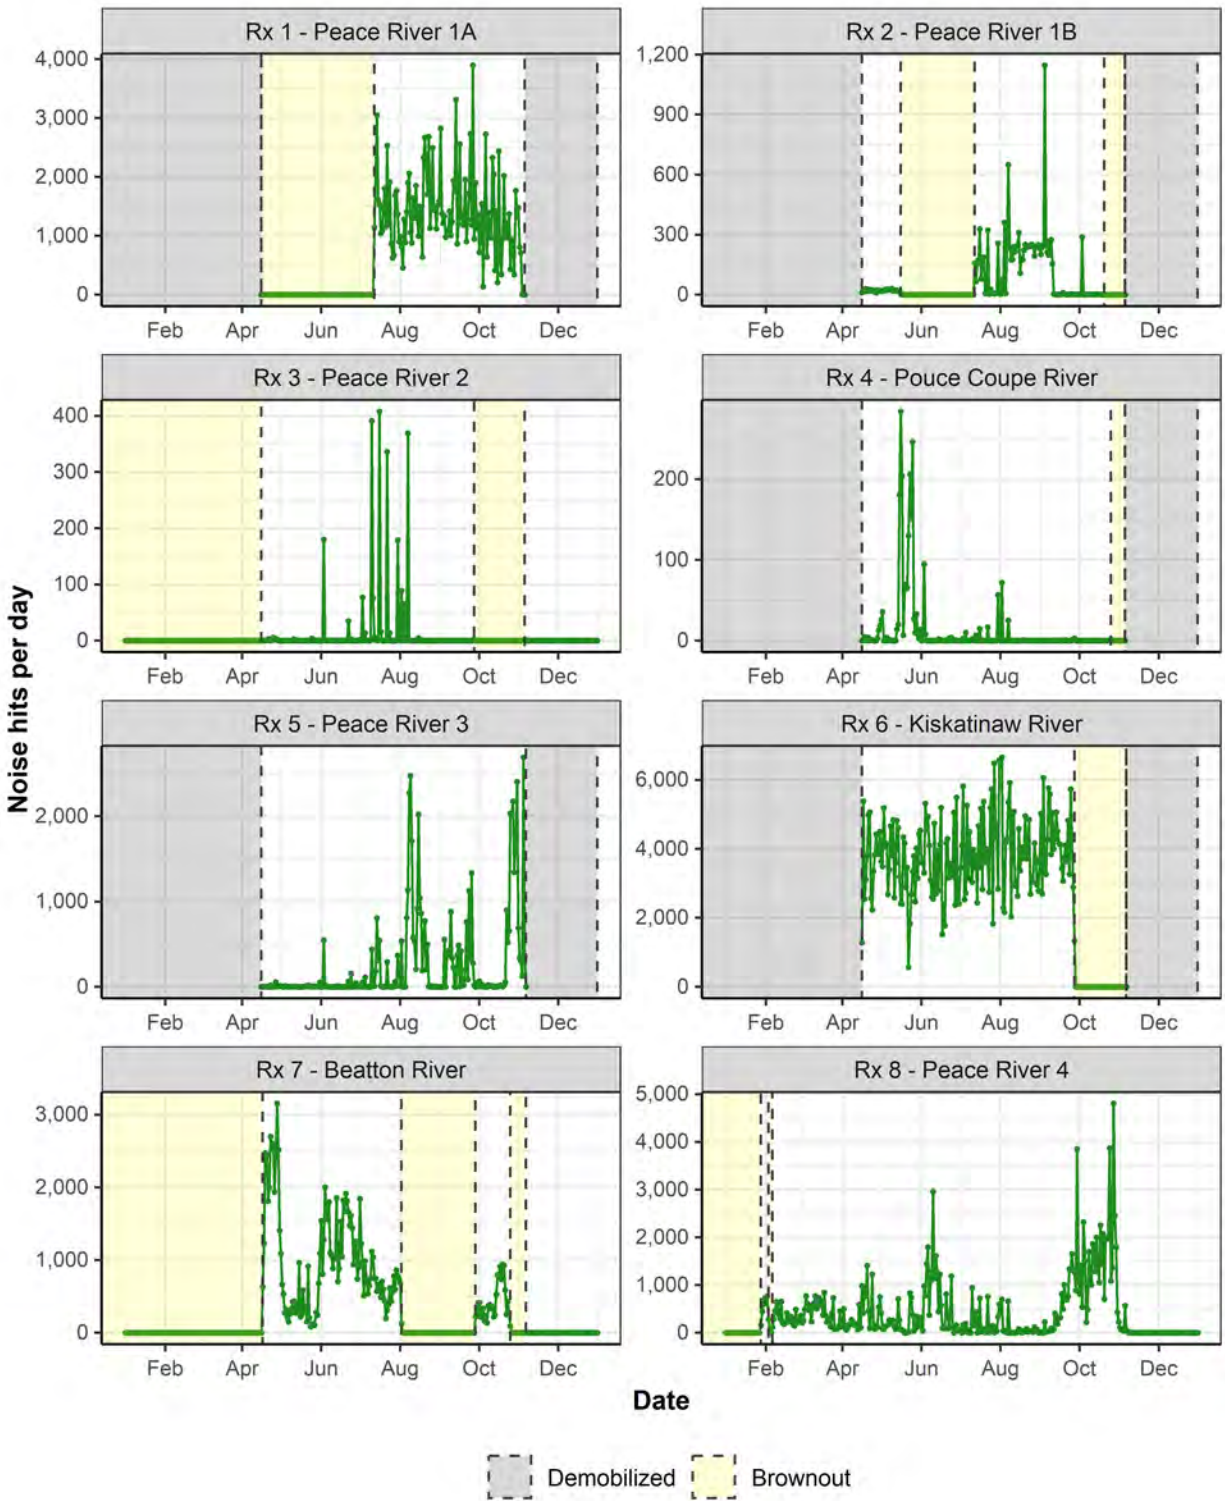 Rx 1 - Peace River 1A
Rx 2 - Peace River 1B
4,000
3,000
2,000
1,000
0
Feb Apr Jun Aug Oct Dec
1,200
900
600
300
0
Feb Apr Jun Aug Oct Dec
Rx 3 - Peace River 2
Rx 4 - Pouce Coupe River
400
300
200
100
0
Feb Apr Jun Aug Oct Dec
200
100
0
Feb Apr Jun Aug Oct Dec
Noise hits per day
Rx 5 - Peace River 3
Rx 6 - Kiskatinaw River
2,000
1,000
0
Feb Apr Jun Aug Oct Dec
6,000
4,000
2,000
0
Feb Apr Jun Aug Oct Dec
Rx 7 - Beatton River
Rx 8 - Peace River 4
3,000
2,000
1,000
0
Feb Apr Jun Aug Oct Dec
5,000
4,000
3,000
2,000
1,000
0
Feb Apr Jun Aug Oct Dec
Date
Demobilized Brownout